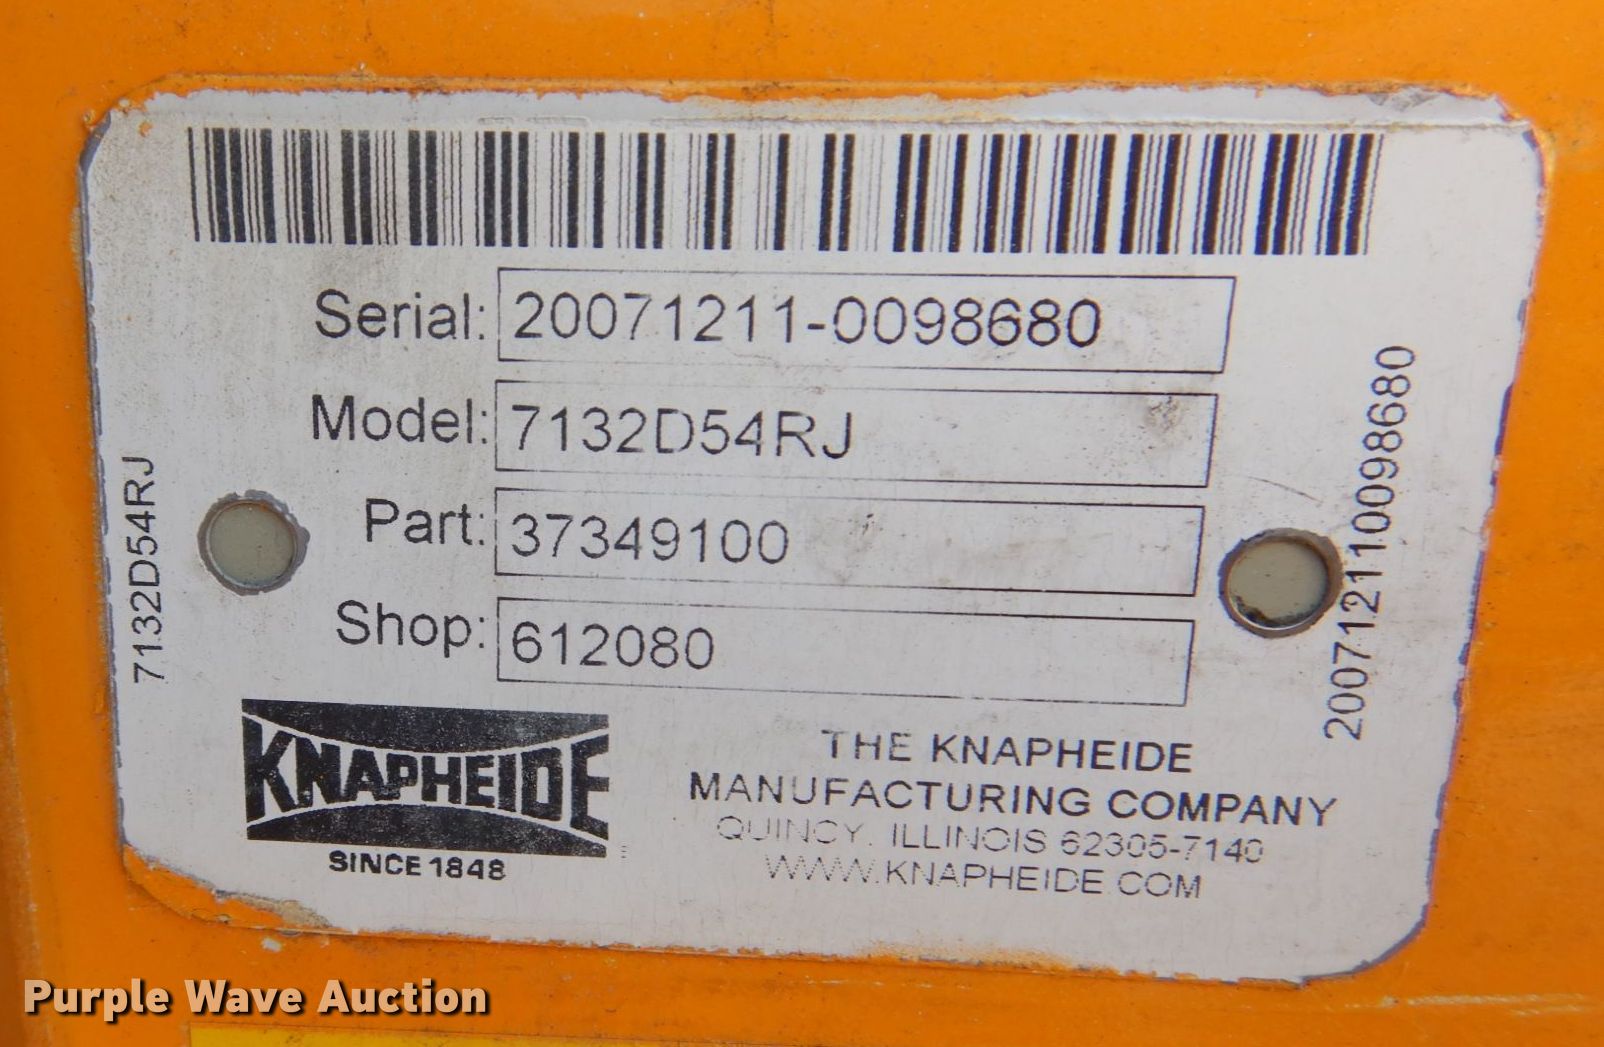 Serial: 20071211-0098680
Model: 7132D54RJ
Part: 37349100
Shop: 612080
7132D54RJ
200712110098680
KNAPHEIDE
SINCE 1848
THE KNAPHEIDE
MANUFACTURING COMPANY
QUINCY, ILLINOIS 62305-7140
WWW.KNAPHEIDE.COM
Purple Wave Auction